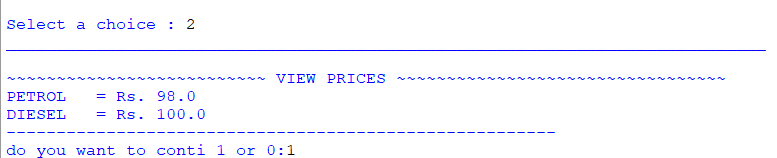 Select a choice : 2
____________________________________________________________________________
~~~~~~~~~~~~~~~~~~~~~~~~~~ VIEW PRICES ~~~~~~~~~~~~~~~~~~~~~~~~~~~~~~~~~
PETROL   = Rs. 98.0
DIESEL   = Rs. 100.0
-------------------------------------------------------
do you want to conti 1 or 0:1